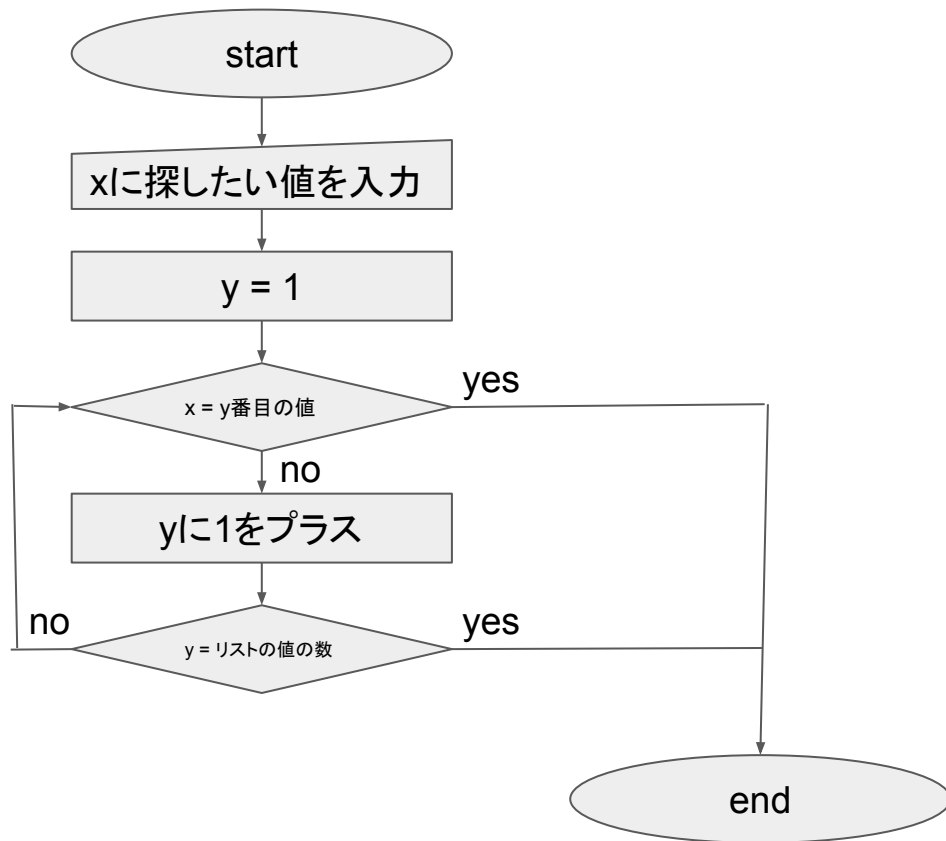 start
xに探したい値を入力
y = 1
x = y番目の値
yes
no
yに1をプラス
no
y = リストの値の数
yes
end